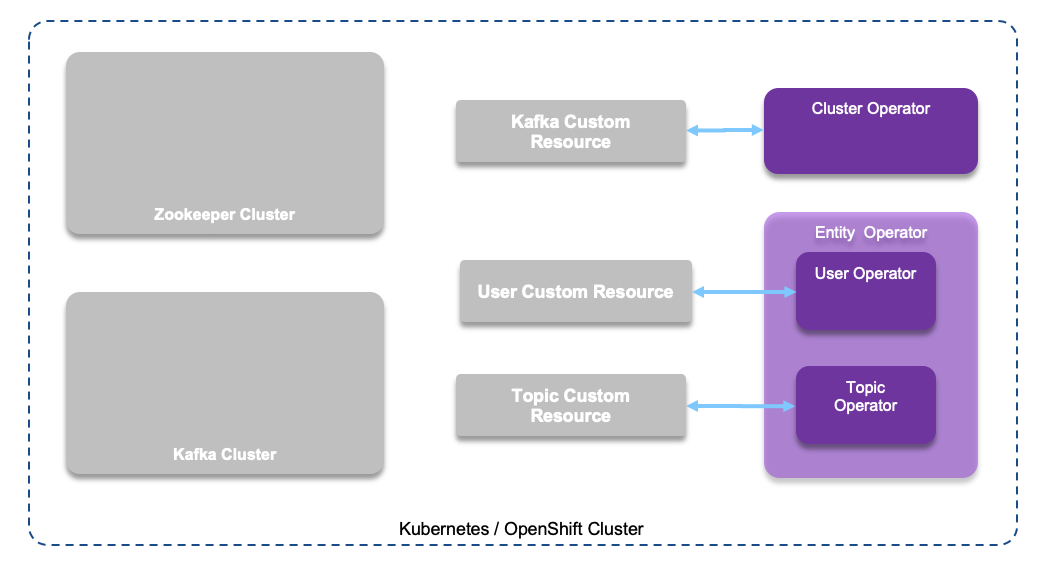 Zookeeper Cluster
Kafka Cluster
Kafka Custom
Resource
User Custom Resource
Topic Custom
Resource
Cluster Operator
Entity  Operator
User Operator
Topic
Operator
Kubernetes / OpenShift Cluster